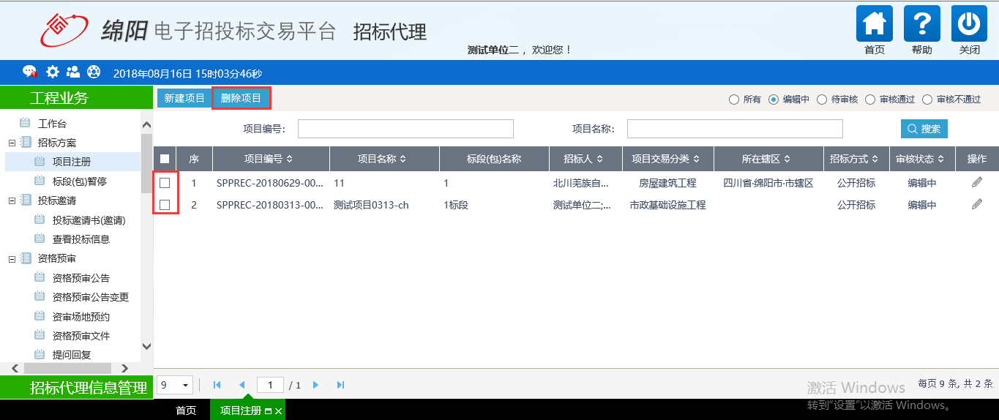 绵阳 电子招投标交易平台 招标代理
测试单位二 ，欢迎您！
首页 帮助 关闭
2018年08月16日 15时03分46秒
工程业务
新建项目 删除项目
所有 编辑中 待审核 审核通过 审核不通过
工作台
招标方案
项目注册
标段(包)暂停
投标邀请
投标邀请书(邀请)
查看投标信息
资格预审
资格预审公告
资格预审公告变更
资审场地预约
资格预审文件
提问回复
招标代理信息管理
项目编号： 项目名称： 搜索
序 项目编号 项目名称 标段(包)名称 招标人 项目交易分类 所在辖区 招标方式 审核状态 操作
1 SPPREC-20180629-00... 11 1 北川羌族自... 房屋建筑工程 四川省·绵阳市·市辖区 公开招标 编辑中
2 SPPREC-20180313-00... 测试项目0313-ch 1标段 测试单位二;... 市政基础设施工程 公开招标 编辑中
9 1 / 1 每页 9 条, 共 2 条
激活 Windows
转到"设置"以激活 Windows。
首页 项目注册